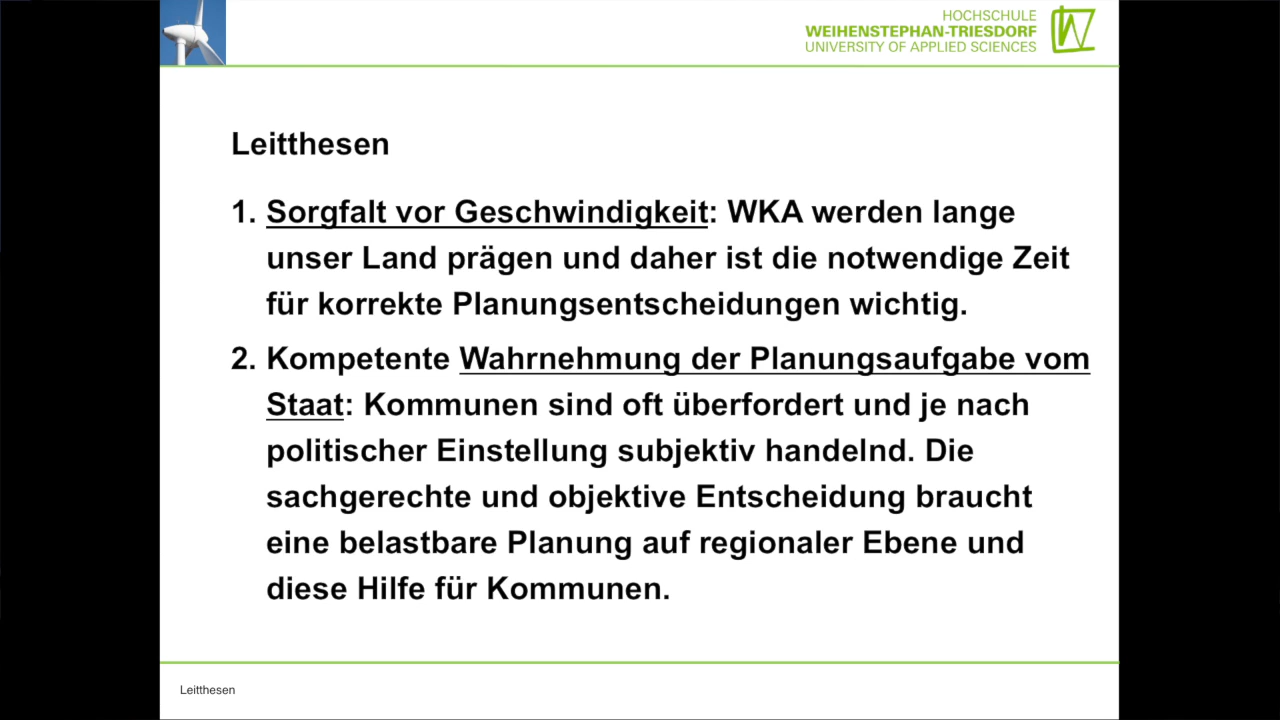 HOCHSCHULE
WEIHENSTEPHAN-TRIESDORF
UNIVERSITY OF APPLIED SCIENCES
Leitthesen
1. Sorgfalt vor Geschwindigkeit: WKA werden lange
unser Land prägen und daher ist die notwendige Zeit
für korrekte Planungsentscheidungen wichtig.
2. Kompetente Wahrnehmung der Planungsaufgabe vom
Staat: Kommunen sind oft überfordert und je nach
politischer Einstellung subjektiv handelnd. Die
sachgerechte und objektive Entscheidung braucht
eine belastbare Planung auf regionaler Ebene und
diese Hilfe für Kommunen.
Leitthesen